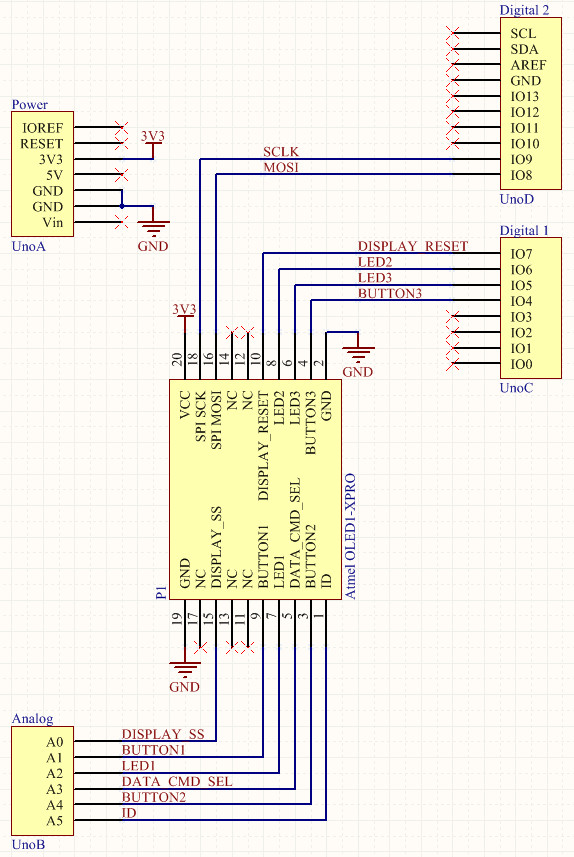 Digital 2
SCL
SDA
AREF
GND
IO13
IO12
IO11
IO10
IO9
IO8
UnoD
Power
IOREF
RESET
3V3
5V
GND
GND
Vin
UnoA
3V3
GND
SCLK
MOSI
Digital 1
IO7
IO6
IO5
IO4
IO3
IO2
IO1
IO0
UnoC
DISPLAY_RESET
LED2
LED3
BUTTON3
3V3
GND
20
18
16
14
12
10
8
6
4
2
VCC
SPI SCK
SPI MOSI
NC
NC
DISPLAY_RESET
LED2
LED3
BUTTON3
GND
GND
NC
DISPLAY_SS
NC
NC
BUTTON1
LED1
DATA_CMD_SEL
BUTTON2
ID
P1
Atmel OLED1-XPRO
19
17
15
13
11
9
7
5
3
1
GND
Analog
A0
A1
A2
A3
A4
A5
UnoB
DISPLAY_SS
BUTTON1
LED1
DATA_CMD_SEL
BUTTON2
ID